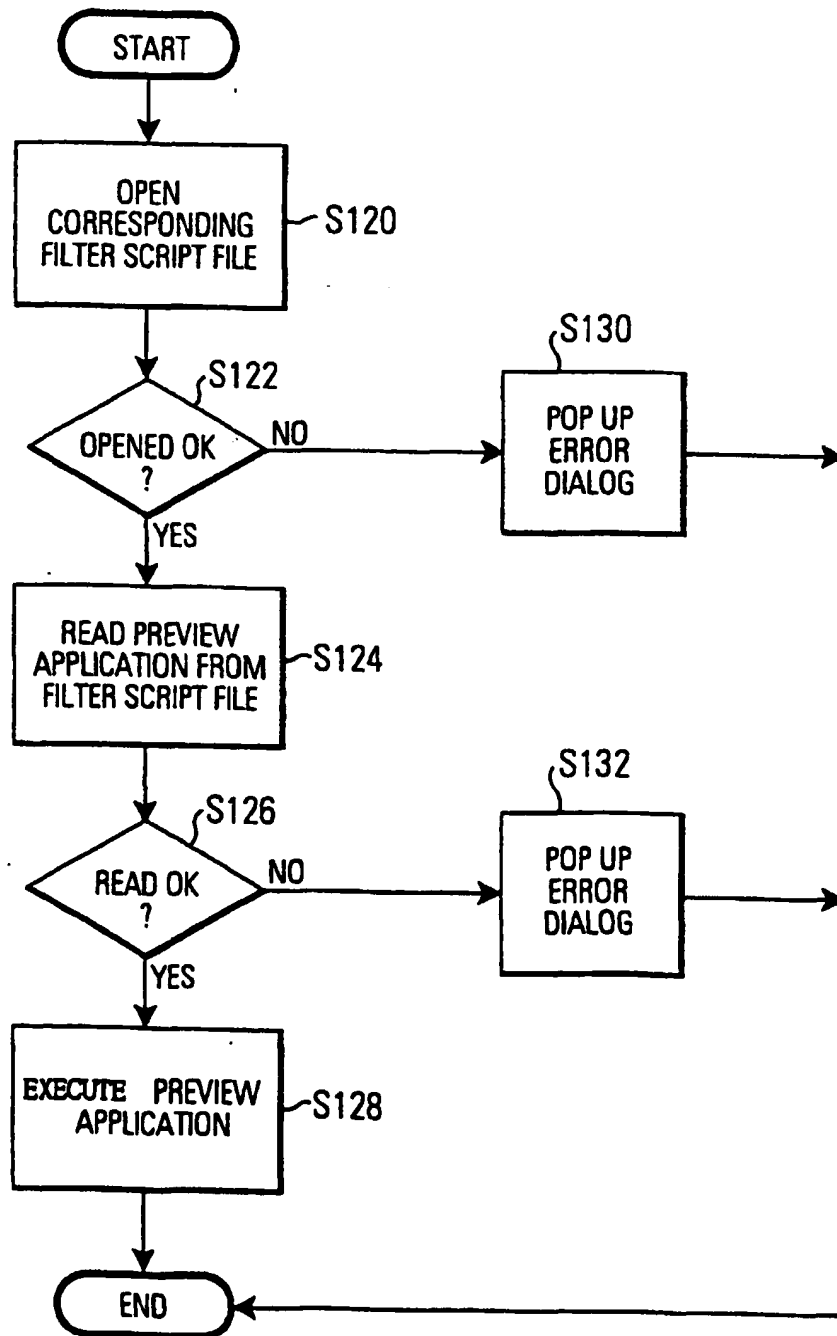 START
OPEN
CORRESPONDING
FILTER SCRIPT FILE
S120
S122
OPENED OK
?
NO
YES
S130
POP UP
ERROR
DIALOG
READ PREVIEW
APPLICATION FROM
FILTER SCRIPT FILE
S124
S126
READ OK
?
NO
YES
S132
POP UP
ERROR
DIALOG
EXECUTE PREVIEW
APPLICATION
S128
END